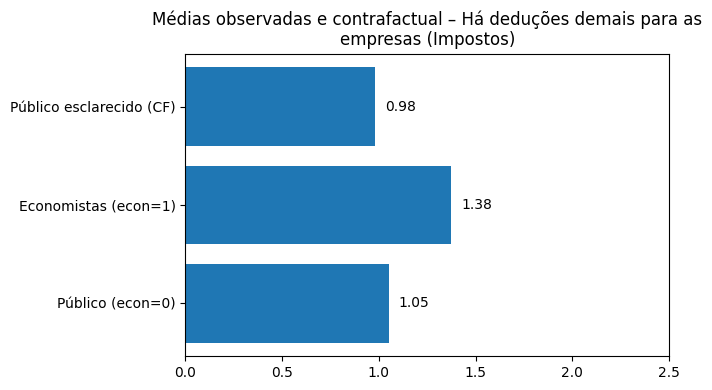 Médias observadas e contrafactual – Há deduções demais para as
empresas (Impostos)
Público esclarecido (CF)
0.98
Economistas (econ=1)
1.38
Público (econ=0)
1.05
0.0 0.5 1.0 1.5 2.0 2.5